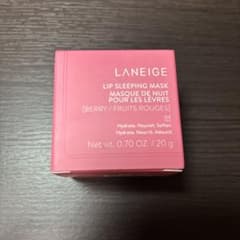 LANEIGE
LIP SLEEPING MASK
MASQUE DE NUIT
POUR LES LÈVRES
[BERRY / FRUITS ROUGES]
Hydrate, Nourish, Soften
Hydrate, Nourrit, Adoucit
Net wt. 0.70 OZ. / 20 g